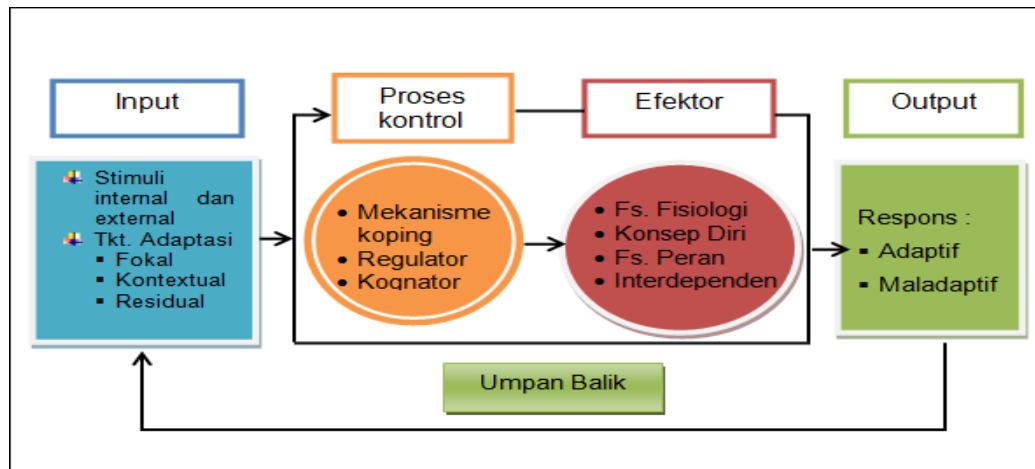 Input
Proses
kontrol
Efektor
Output
Stimuli
internal dan
external
Tkt. Adaptasi
Fokal
Kontextual
Residual
• Mekanisme
koping
• Regulator
• Kognator
• Fs. Fisiologi
• Konsep Diri
• Fs. Peran
• Interdependen
Respons :
Adaptif
Maladaptif
Umpan Balik